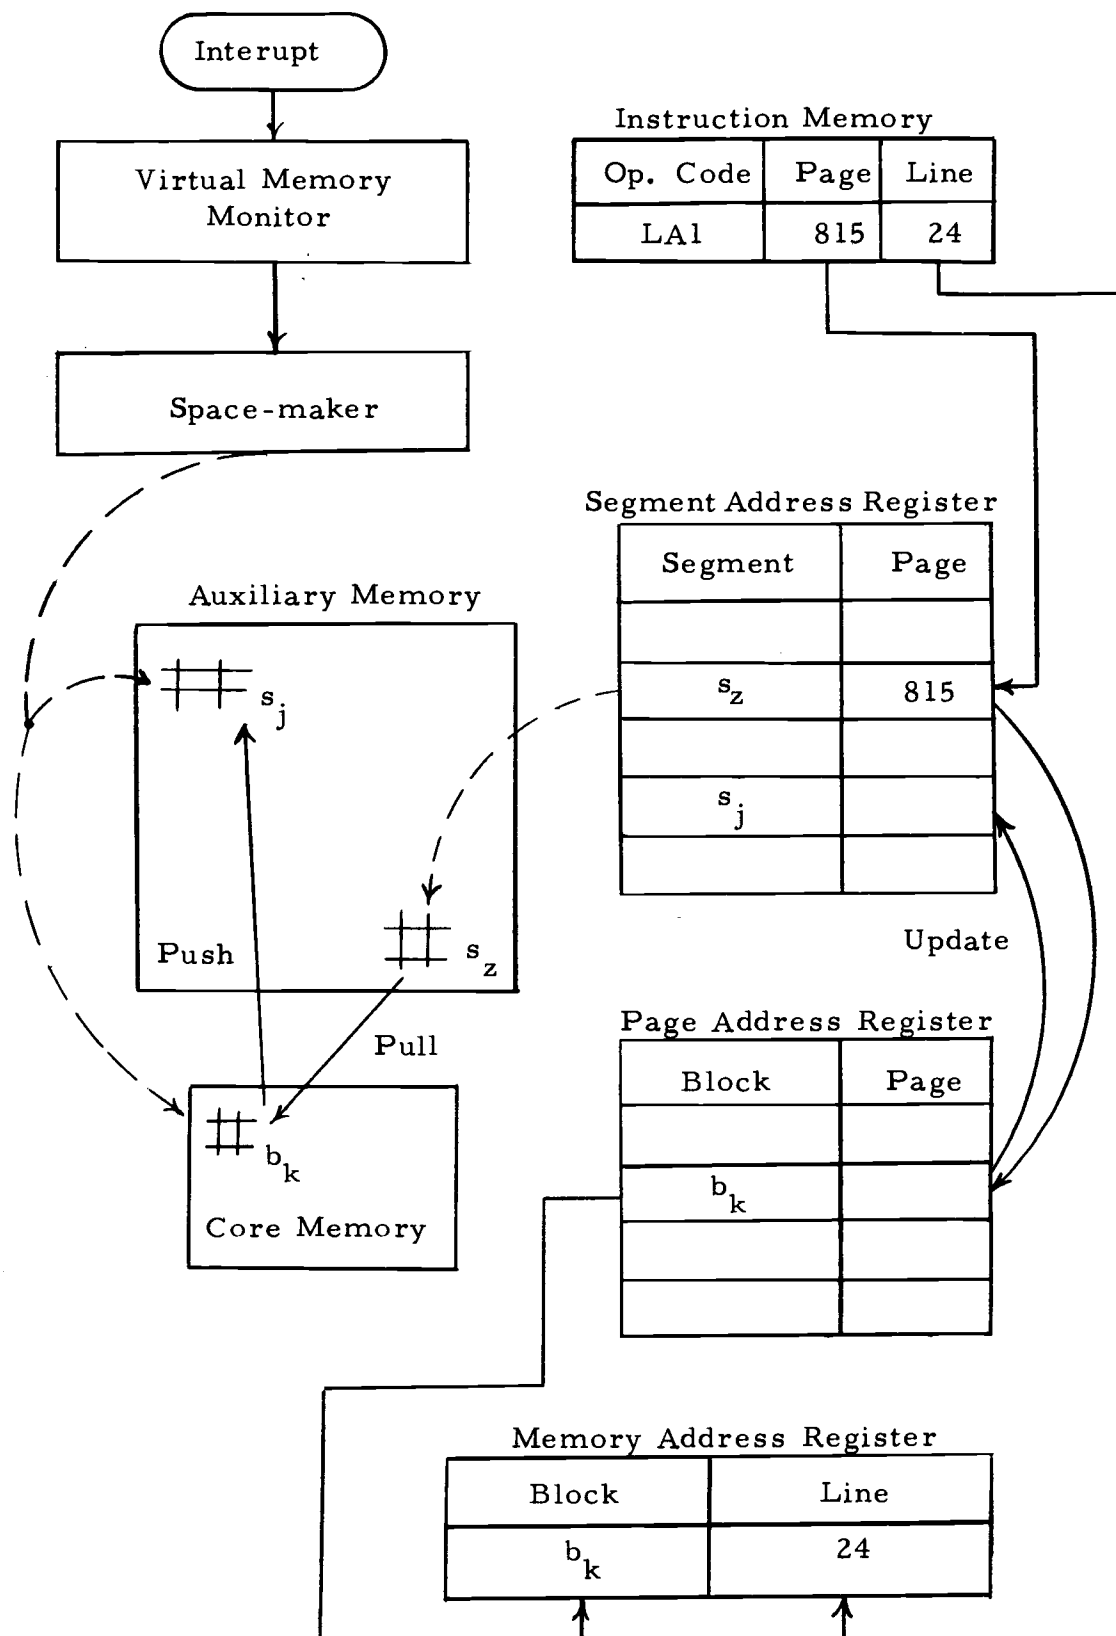 Interupt
Virtual Memory
Monitor
Space-maker
Instruction Memory
Op. Code Page Line
LA1 815 24
Segment Address Register
Segment Page
s_z 815
s_j
Auxiliary Memory
s_j
Push
s_z
Pull
Update
b_k
Core Memory
Page Address Register
Block Page
b_k
Memory Address Register
Block Line
b_k 24